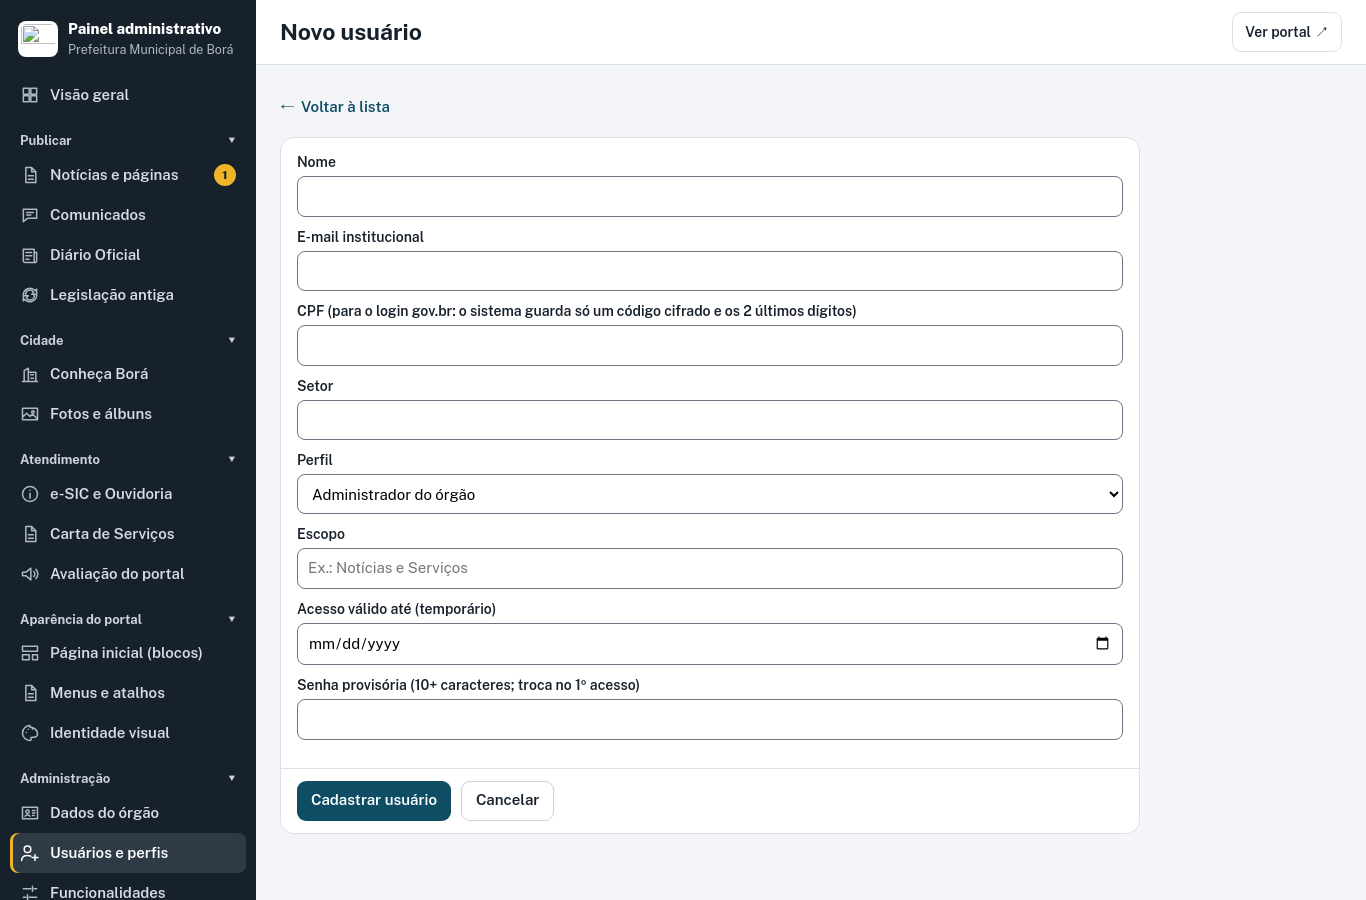 Painel administrativo
Prefeitura Municipal de Borá
Visão geral
Publicar
Notícias e páginas 1
Comunicados
Diário Oficial
Legislação antiga
Cidade
Conheça Borá
Fotos e álbuns
Atendimento
e-SIC e Ouvidoria
Carta de Serviços
Avaliação do portal
Aparência do portal
Página inicial (blocos)
Menus e atalhos
Identidade visual
Administração
Dados do órgão
Usuários e perfis
Funcionalidades
Novo usuário
Ver portal ↗
← Voltar à lista
Nome
E-mail institucional
CPF (para o login gov.br: o sistema guarda só um código cifrado e os 2 últimos dígitos)
Setor
Perfil
Administrador do órgão
Escopo
Ex.: Notícias e Serviços
Acesso válido até (temporário)
mm/dd/yyyy
Senha provisória (10+ caracteres; troca no 1º acesso)
Cadastrar usuário
Cancelar